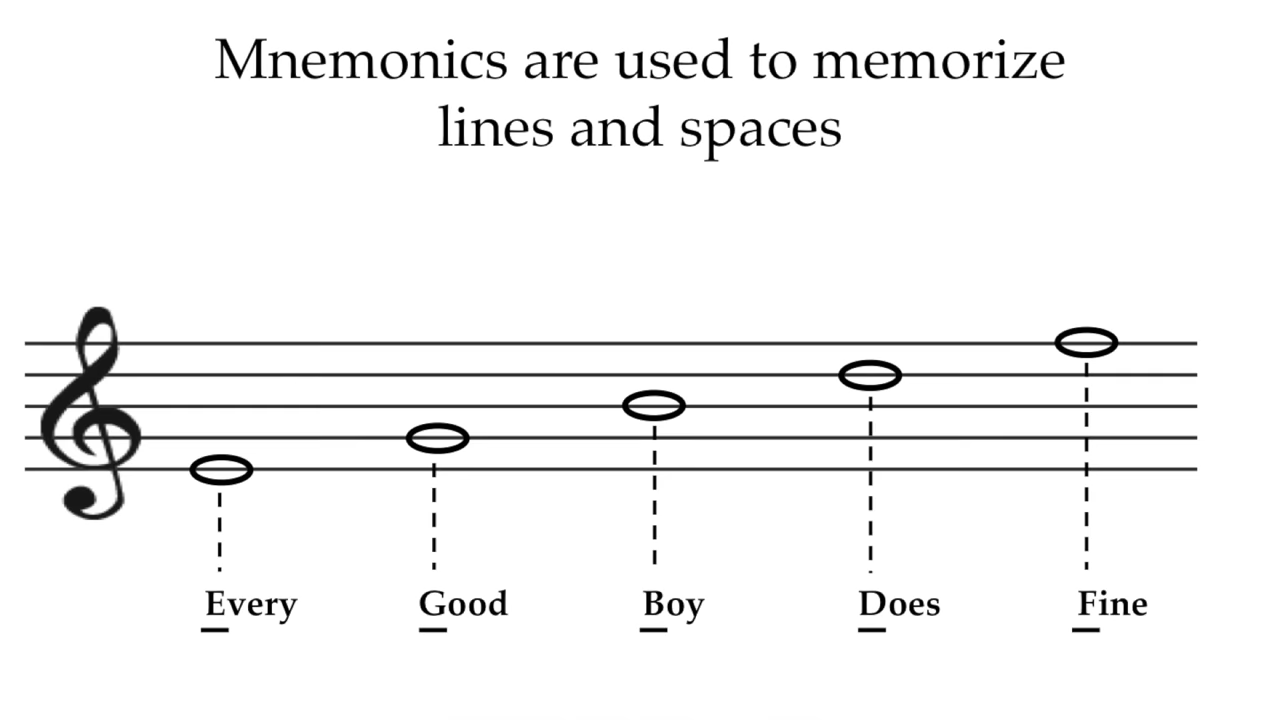 Mnemonics are used to memorize
lines and spaces
Every Good Boy Does Fine